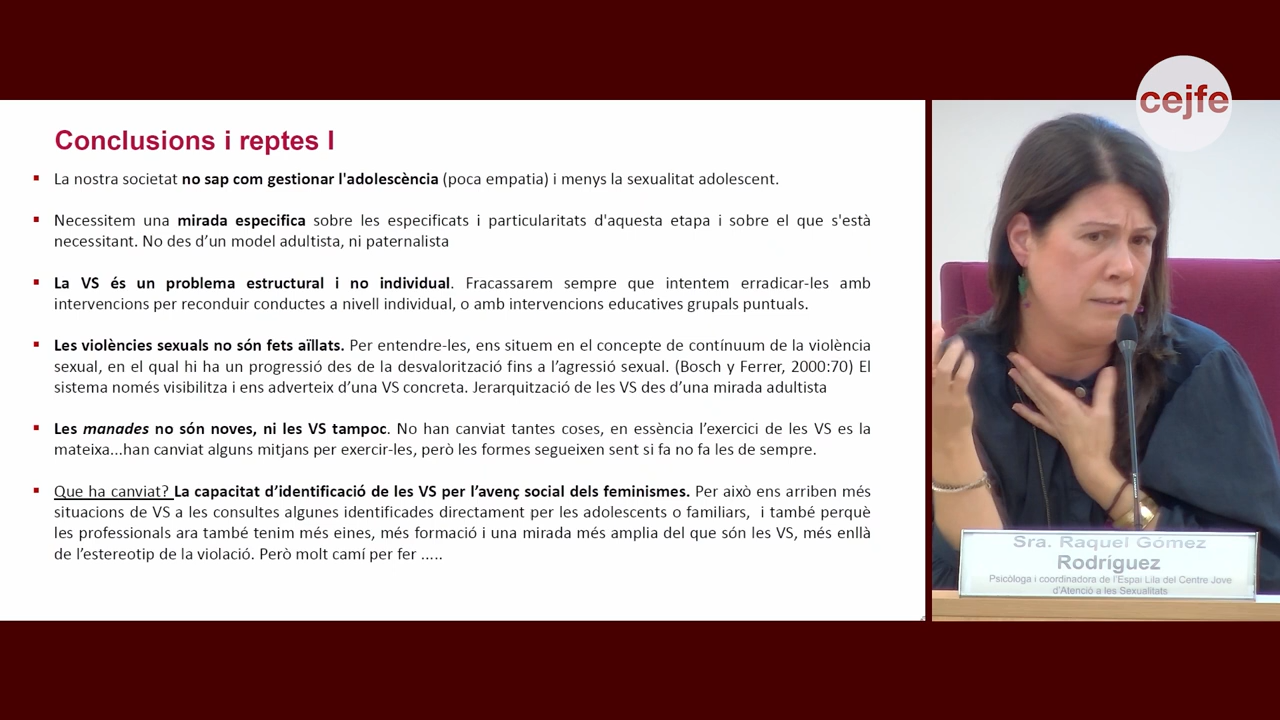 cejfe
Conclusions i reptes I
▪ La nostra societat no sap com gestionar l'adolescència (poca empatia) i menys la sexualitat adolescent.
▪ Necessitem una mirada especifica sobre les especificats i particularitats d'aquesta etapa i sobre el que s'està
necessitant. No des d’un model adultista, ni paternalista
▪ La VS és un problema estructural i no individual. Fracassarem sempre que intentem erradicar-les amb
intervencions per reconduir conductes a nivell individual, o amb intervencions educatives grupals puntuals.
▪ Les violències sexuals no són fets aïllats. Per entendre-les, ens situem en el concepte de contínuum de la violència
sexual, en el qual hi ha un progressió des de la desvalorització fins a l’agressió sexual. (Bosch y Ferrer, 2000:70) El
sistema només visibilitza i ens adverteix d’una VS concreta. Jerarquització de les VS des d’una mirada adultista
▪ Les manades no són noves, ni les VS tampoc. No han canviat tantes coses, en essència l’exercici de les VS es la
mateixa...han canviat alguns mitjans per exercir-les, però les formes segueixen sent si fa no fa les de sempre.
▪ Que ha canviat? La capacitat d’identificació de les VS per l’avenç social dels feminismes. Per això ens arriben més
situacions de VS a les consultes algunes identificades directament per les adolescents o familiars, i també perquè
les professionals ara també tenim més eines, més formació i una mirada més amplia del que són les VS, més enllà
de l’estereotip de la violació. Però molt camí per fer .....
Sra. Raquel Gómez
Rodríguez
Psicòloga i coordinadora de l'Espai Lila del Centre Jove
d'Atenció a les Sexualitats